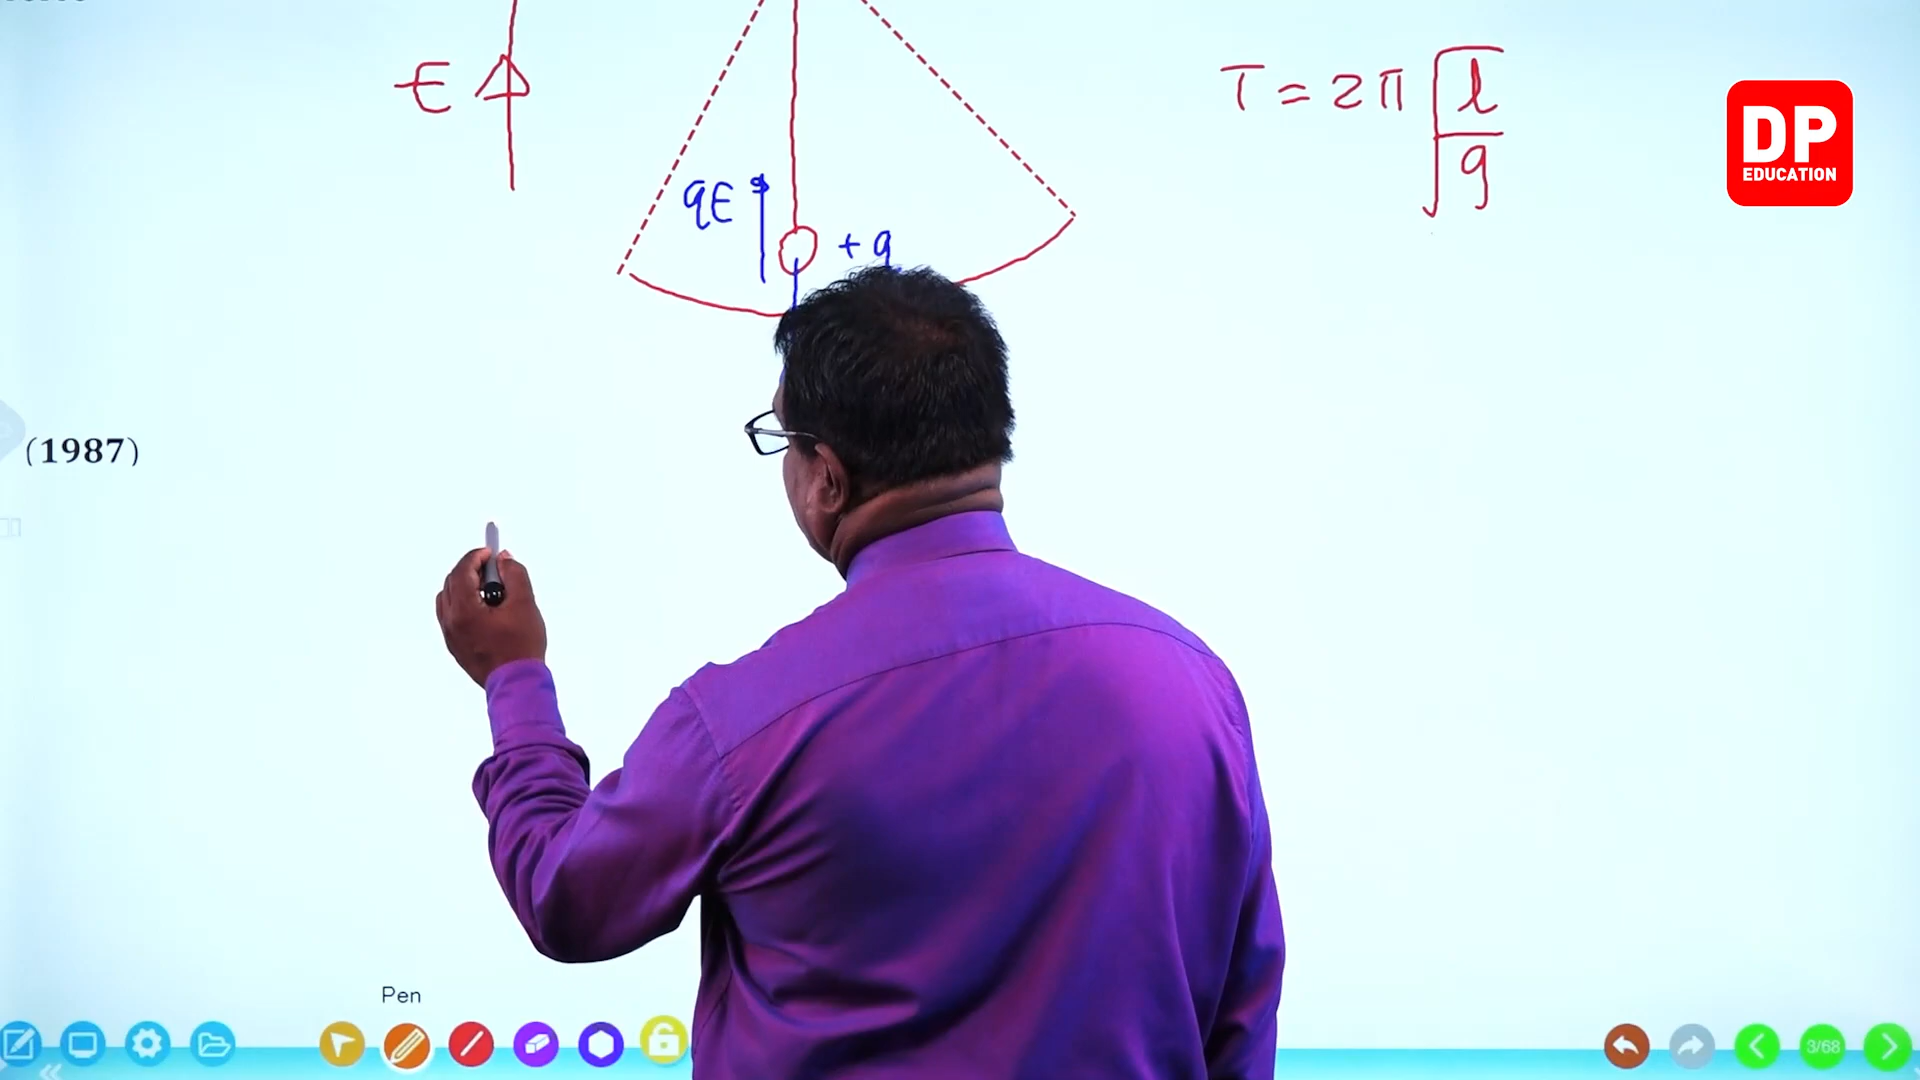 E
T = 2π √l/g
DP
EDUCATION
qE
+q
(1987)
Pen
3/68